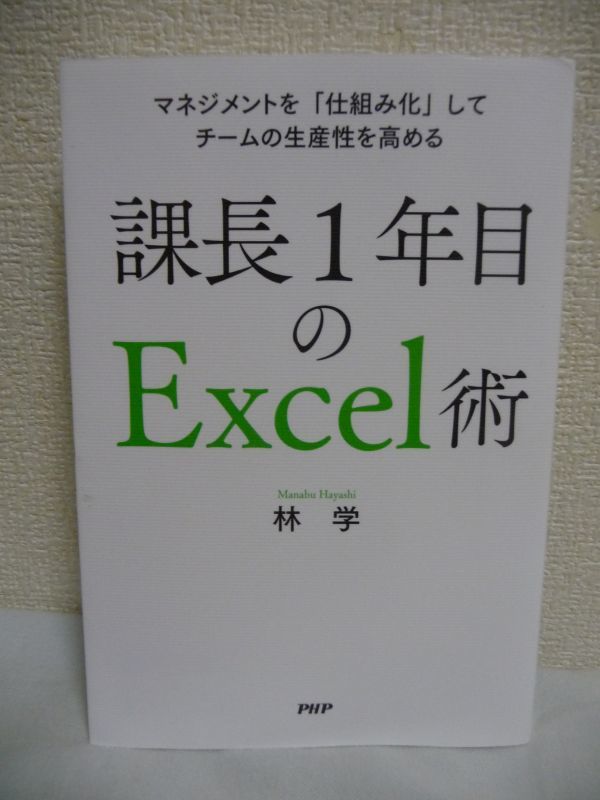 マネジメントを「仕組み化」して
チームの生産性を高める
課長1年目
の
Excel術
Manabu Hayashi
林 学
PHP